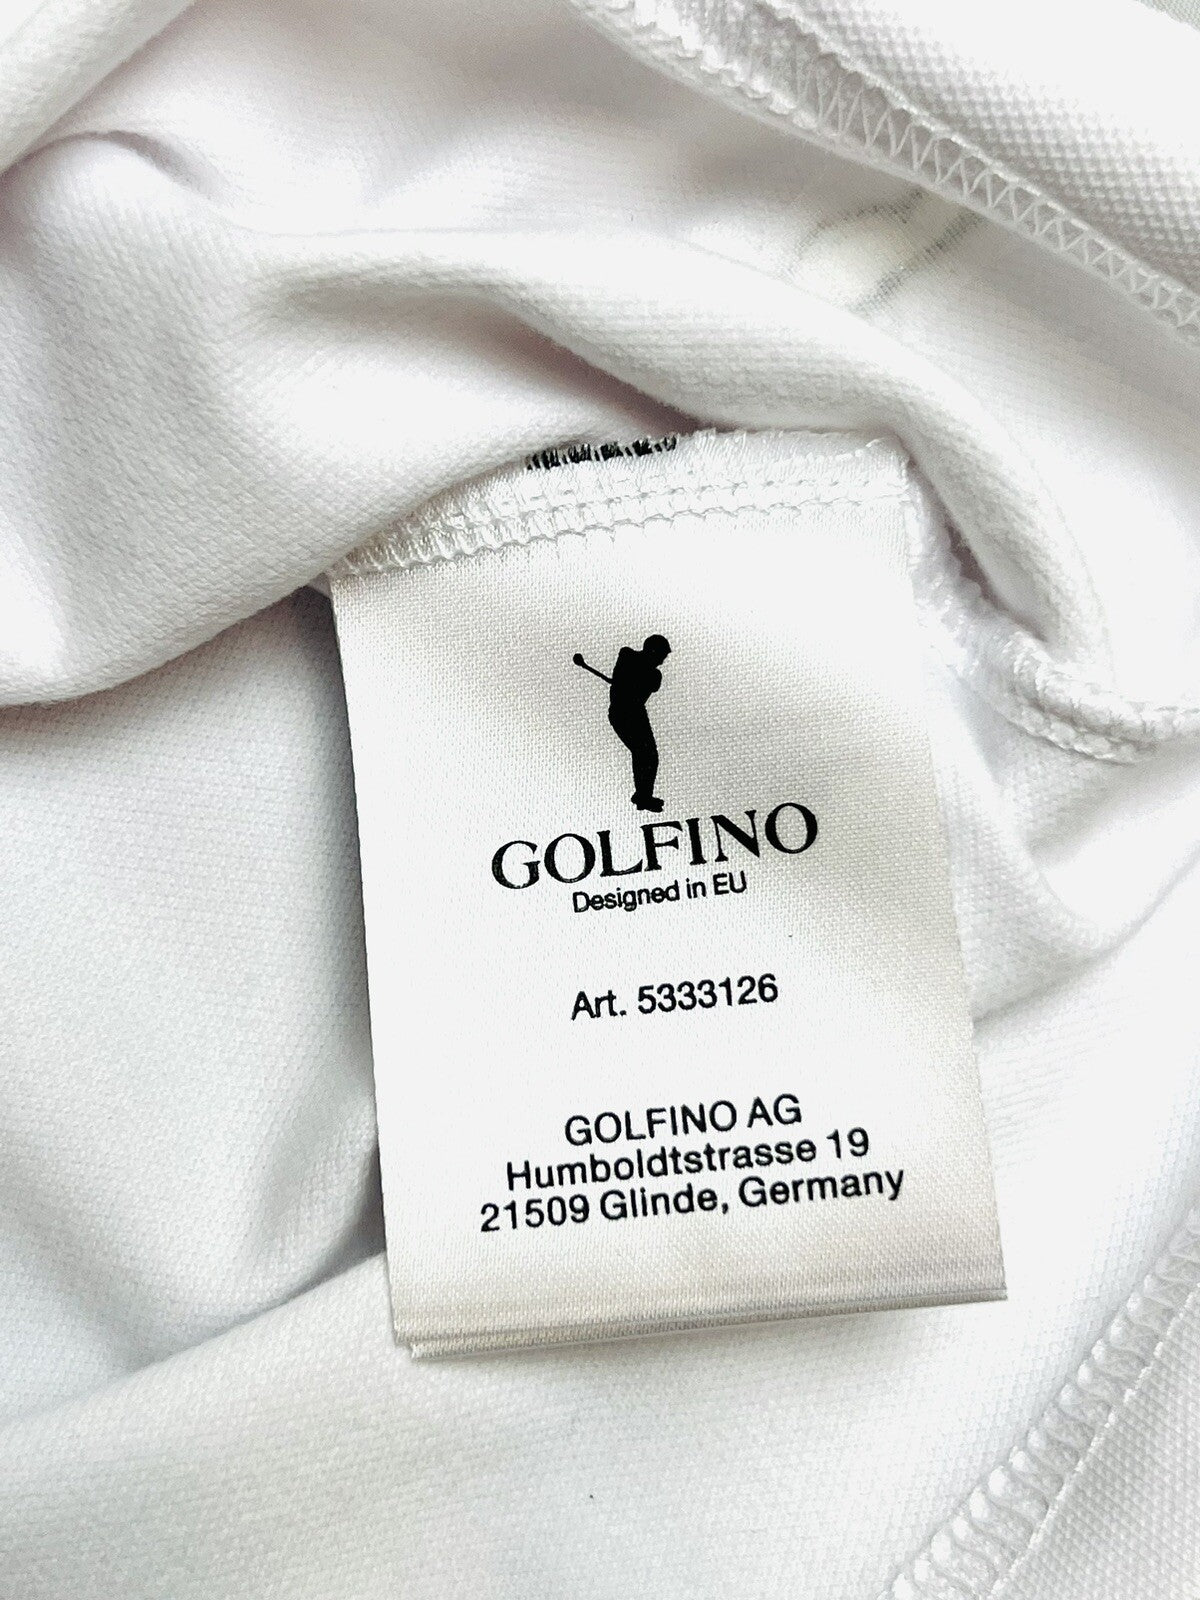 GOLFINO
Designed in EU
Art. 5333126
GOLFINO AG
Humboldtstrasse 19
21509 Glinde, Germany